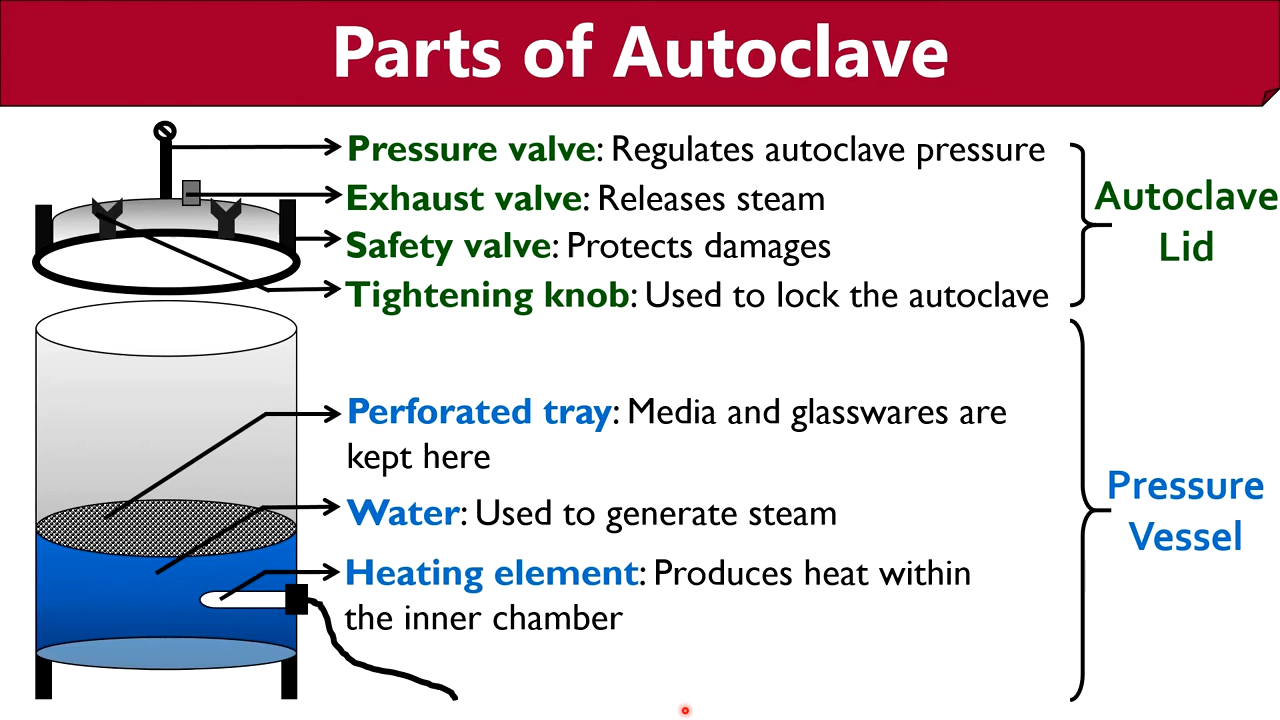 Parts of Autoclave
Pressure valve: Regulates autoclave pressure
Exhaust valve: Releases steam
Safety valve: Protects damages
Tightening knob: Used to lock the autoclave
Autoclave
Lid
Perforated tray: Media and glasswares are
kept here
Water: Used to generate steam
Heating element: Produces heat within
the inner chamber
Pressure
Vessel